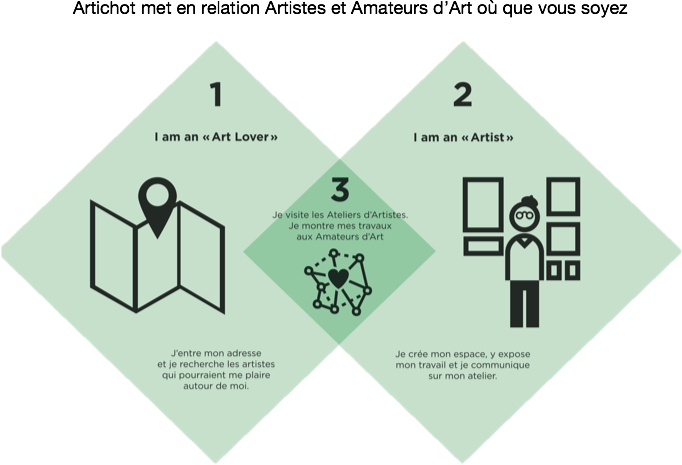 Artichot met en relation Artistes et Amateurs d'Art où que vous soyez
1
I am an « Art Lover »
J'entre mon adresse
et je recherche les artistes
qui pourraient me plaire
autour de moi.
2
I am an « Artist »
Je crée mon espace, y expose
mon travail et je communique
sur mon atelier.
3
Je visite les Ateliers d'Artistes.
Je montre mes travaux
aux Amateurs d'Art